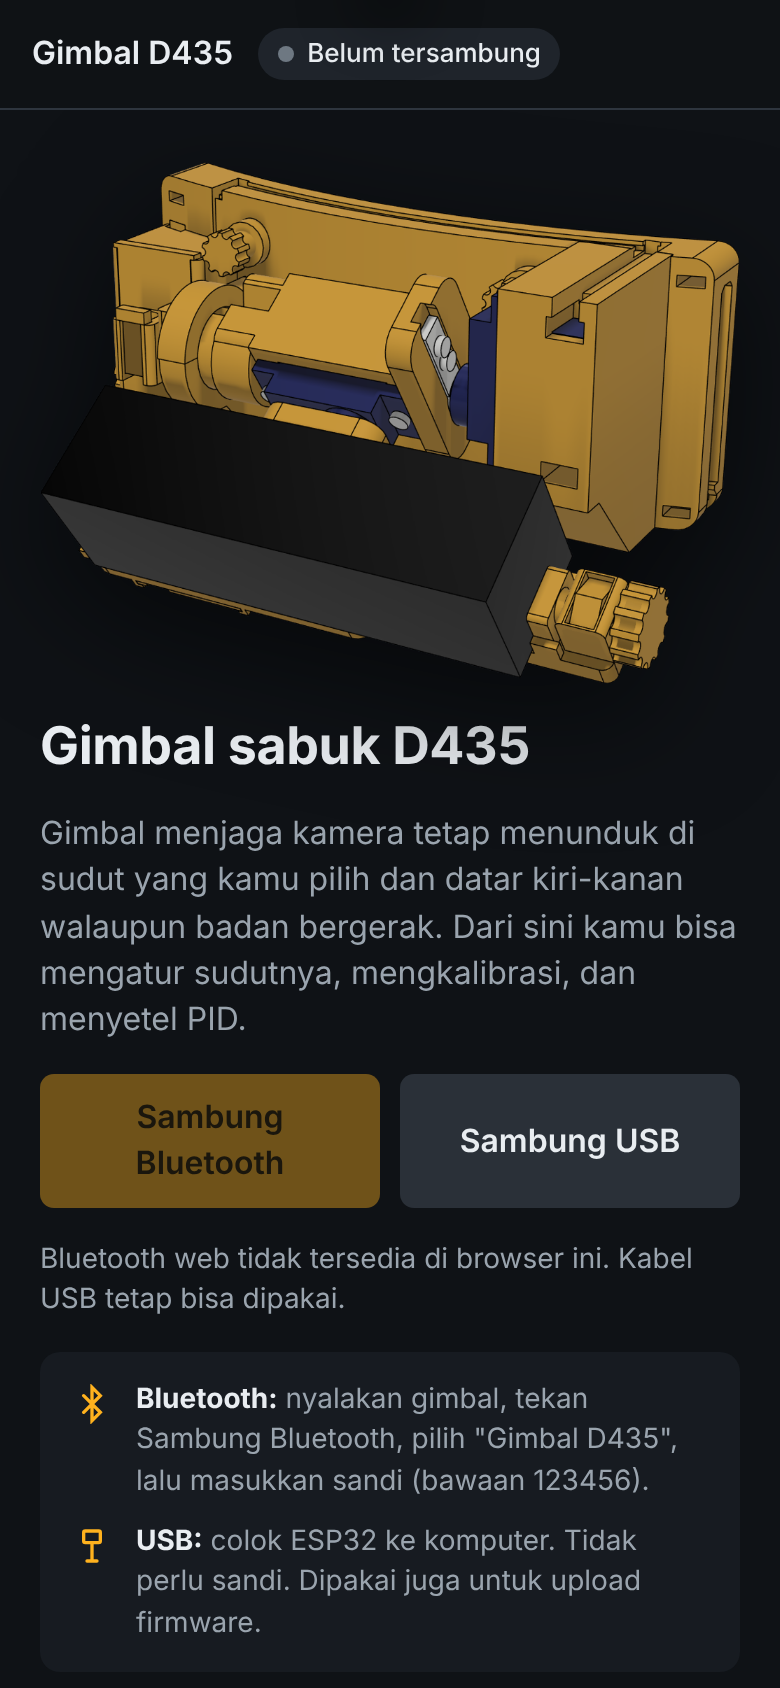 Gimbal D435
Belum tersambung
Gimbal sabuk D435
Gimbal menjaga kamera tetap menunduk di
sudut yang kamu pilih dan datar kiri-kanan
walaupun badan bergerak. Dari sini kamu bisa
mengatur sudutnya, mengkalibrasi, dan
menyetel PID.
Sambung
Bluetooth
Sambung USB
Bluetooth web tidak tersedia di browser ini. Kabel
USB tetap bisa dipakai.
Bluetooth: nyalakan gimbal, tekan
Sambung Bluetooth, pilih "Gimbal D435",
lalu masukkan sandi (bawaan 123456).
USB: colok ESP32 ke komputer. Tidak
perlu sandi. Dipakai juga untuk upload
firmware.